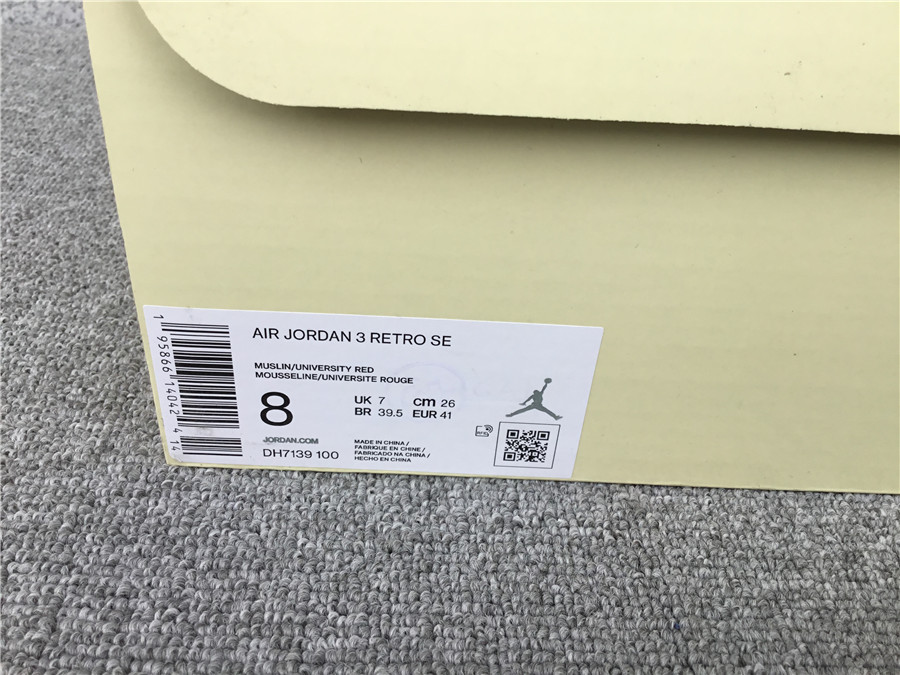 1 95866 14042 4 14
AIR JORDAN 3 RETRO SE
MUSLIN/UNIVERSITY RED
MOUSSELINE/UNIVERSITE ROUGE
8
UK 7 cm 26
BR 39.5 EUR 41
JORDAN.COM
DH7139 100
MADE IN CHINA /
FABRIQUE EN CHINE /
FABRICADO NA CHINA /
HECHO EN CHINA